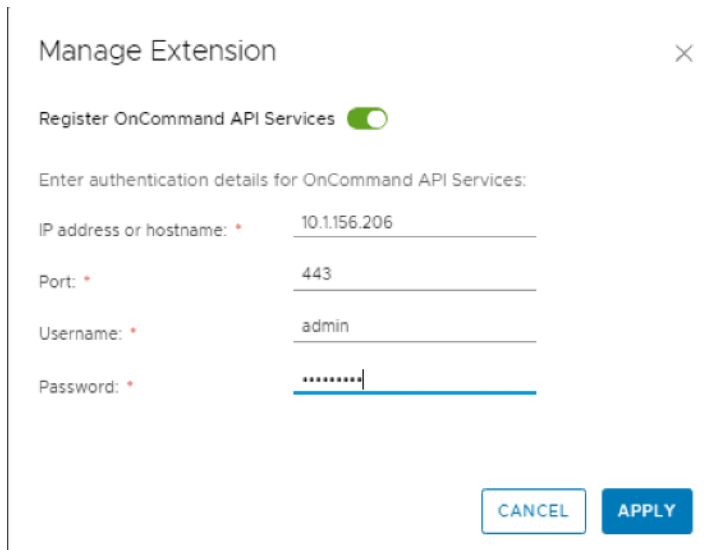 Manage Extension
Register OnCommand API Services
Enter authentication details for OnCommand API Services:
IP address or hostname: * 10.1.156.206
Port: * 443
Username: * admin
Password: * •••••••••
CANCEL APPLY